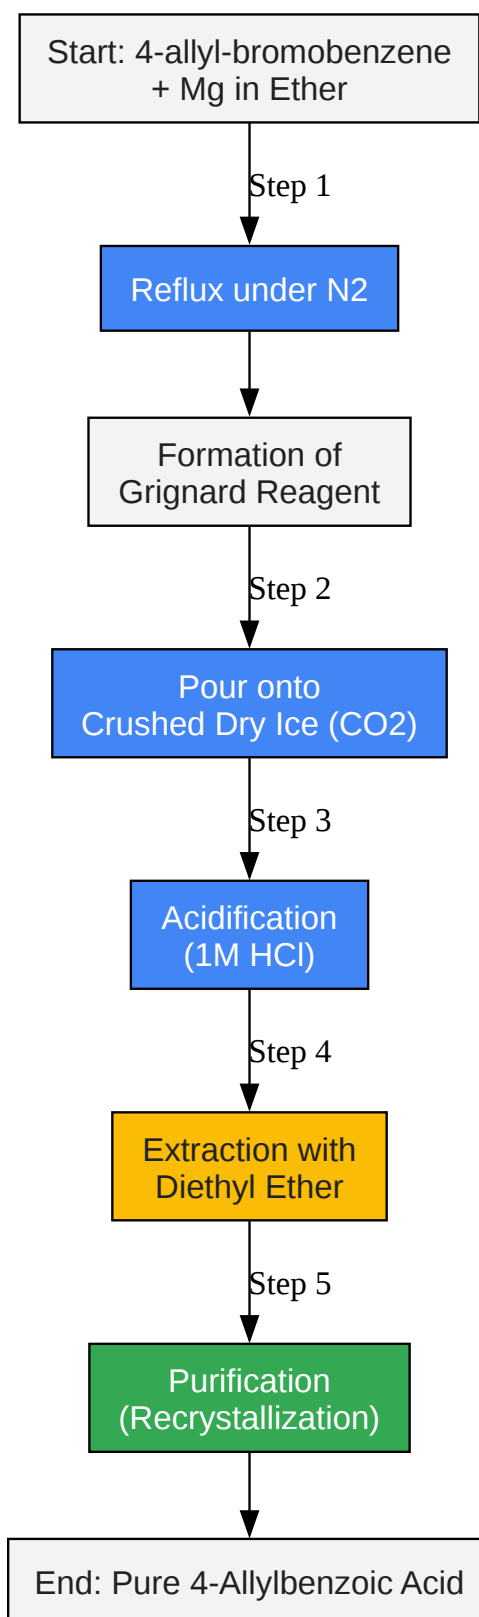 Start: 4-allyl-bromobenzene
+ Mg in Ether
Step 1
Reflux under N2
Formation of
Grignard Reagent
Step 2
Pour onto
Crushed Dry Ice (CO2)
Step 3
Acidification
(1M HCl)
Step 4
Extraction with
Diethyl Ether
Step 5
Purification
(Recrystallization)
End: Pure 4-Allylbenzoic Acid